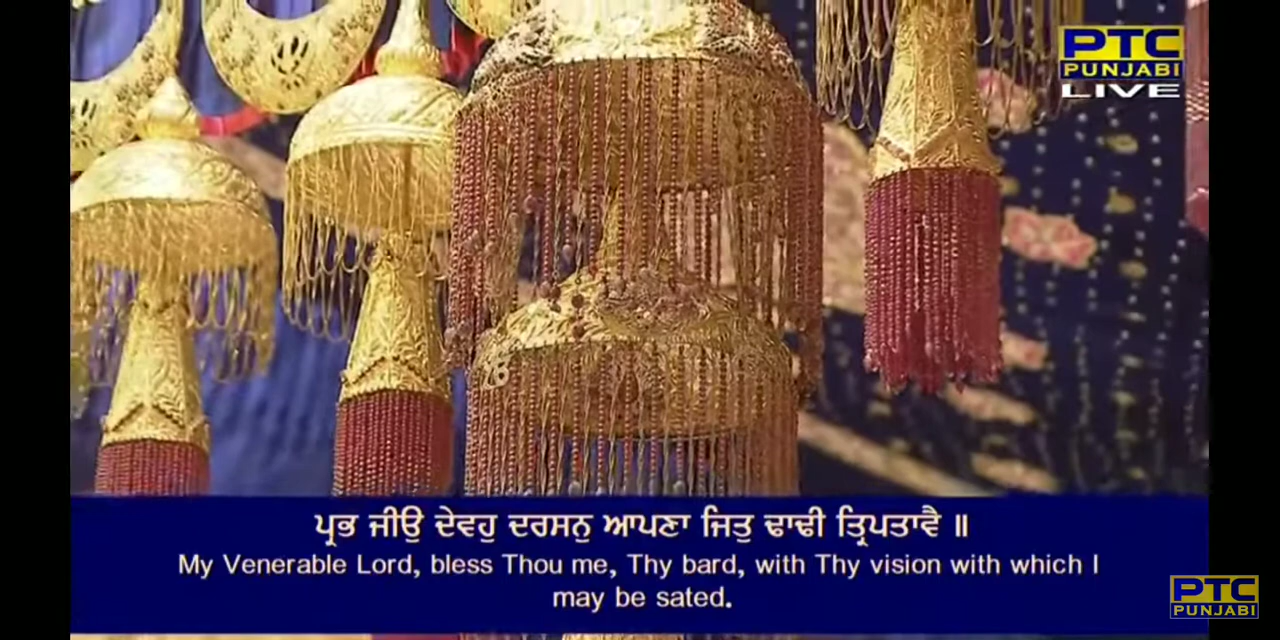 PTC
PUNJABI
LIVE
ਪ੍ਰਭ ਜੀਉ ਦੇਵਹੁ ਦਰਸਨੁ ਆਪਣਾ ਜਿਤੁ ਢਾਢੀ ਤ੍ਰਿਪਤਾਵੈ ॥
My Venerable Lord, bless Thou me, Thy bard, with Thy vision with which I
may be sated.
PTC
PUNJABI